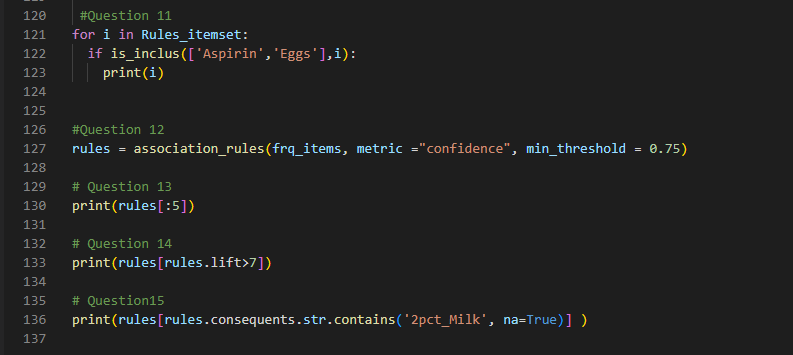 120 #Question 11
121 for i in Rules_itemset:
122 if is_inclus(['Aspirin','Eggs'],i):
123 print(i)
124
125
126 #Question 12
127 rules = association_rules(frq_items, metric ="confidence", min_threshold = 0.75)
128
129 # Question 13
130 print(rules[:5])
131
132 # Question 14
133 print(rules[rules.lift>7])
134
135 # Question15
136 print(rules[rules.consequents.str.contains('2pct_Milk', na=True)] )
137